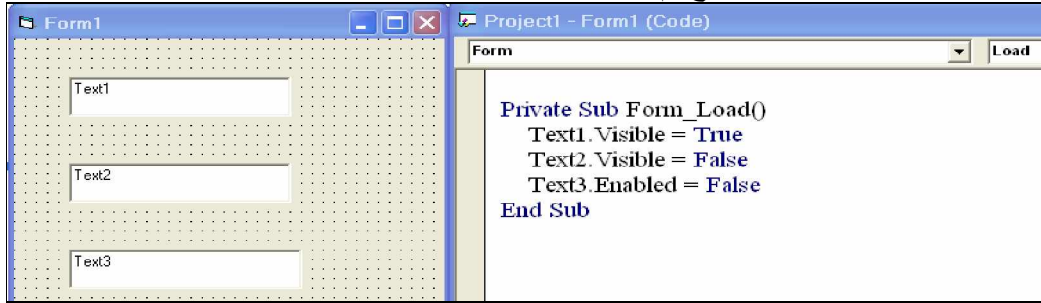 Form1
Text1
Text2
Text3
Project1 - Form1 (Code)
Form
Load
Private Sub Form_Load()
Text1.Visible = True
Text2.Visible = False
Text3.Enabled = False
End Sub